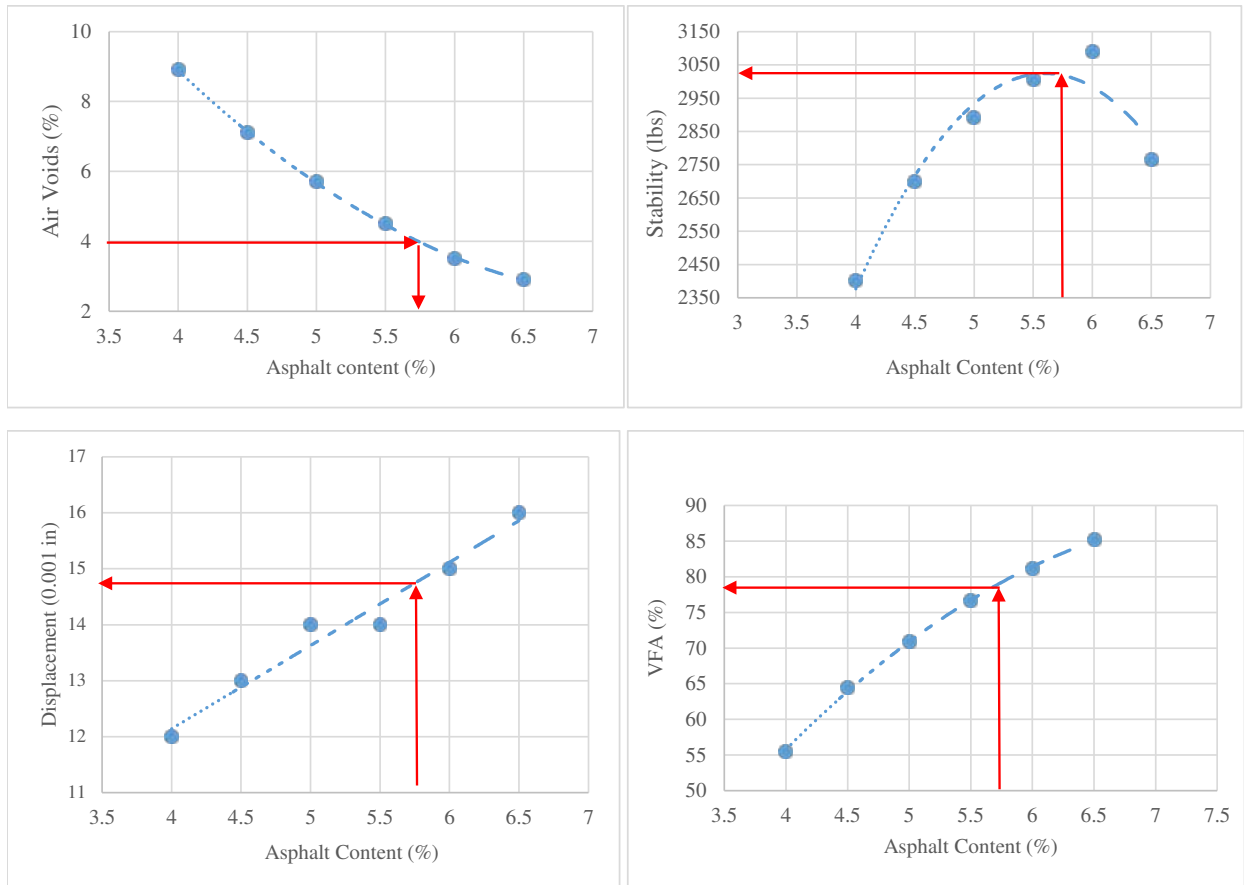 10
8
6
4
2
Air Voids (%)
3.5 4 4.5 5 5.5 6 6.5 7
Asphalt content (%)
3150
3050
2950
2850
2750
2650
2550
2450
2350
Stability (lbs)
3 3.5 4 4.5 5 5.5 6 6.5 7
Asphalt Content (%)
17
16
15
14
13
12
11
Displacement (0.001 in)
3.5 4 4.5 5 5.5 6 6.5 7
Asphalt Content (%)
90
85
80
75
70
65
60
55
50
VFA (%)
3.5 4 4.5 5 5.5 6 6.5 7 7.5
Asphalt Content (%)